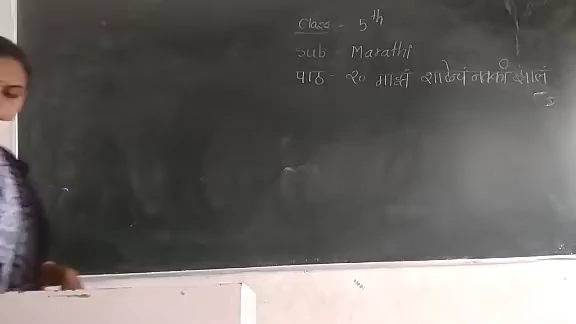 Class - 5th
Sub - Marathi
पाठ - २० माझं शाळेचं नक्की झालं